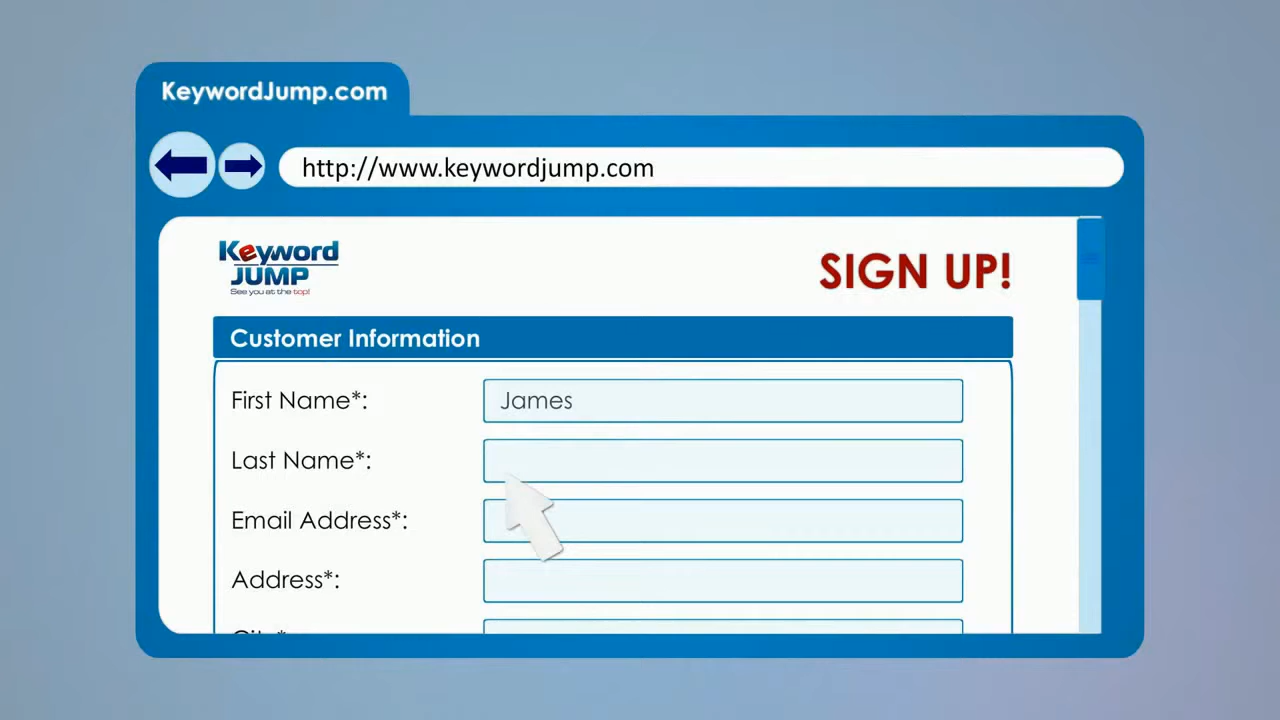 KeywordJump.com
http://www.keywordjump.com
Keyword
JUMP
See you at the top!
SIGN UP!
Customer Information
First Name*: James
Last Name*:
Email Address*:
Address*:
City*